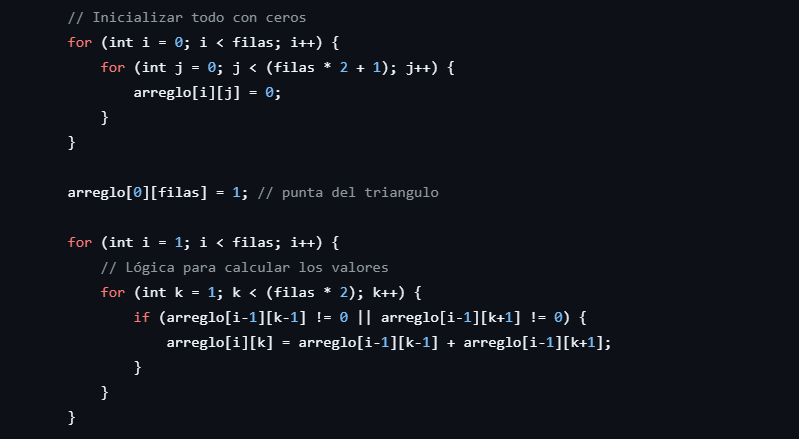 // Inicializar todo con ceros
for (int i = 0; i < filas; i++) {
for (int j = 0; j < (filas * 2 + 1); j++) {
arreglo[i][j] = 0;
}
}
arreglo[0][filas] = 1; // punta del triangulo
for (int i = 1; i < filas; i++) {
// Lógica para calcular los valores
for (int k = 1; k < (filas * 2); k++) {
if (arreglo[i-1][k-1] != 0 || arreglo[i-1][k+1] != 0) {
arreglo[i][k] = arreglo[i-1][k-1] + arreglo[i-1][k+1];
}
}
}